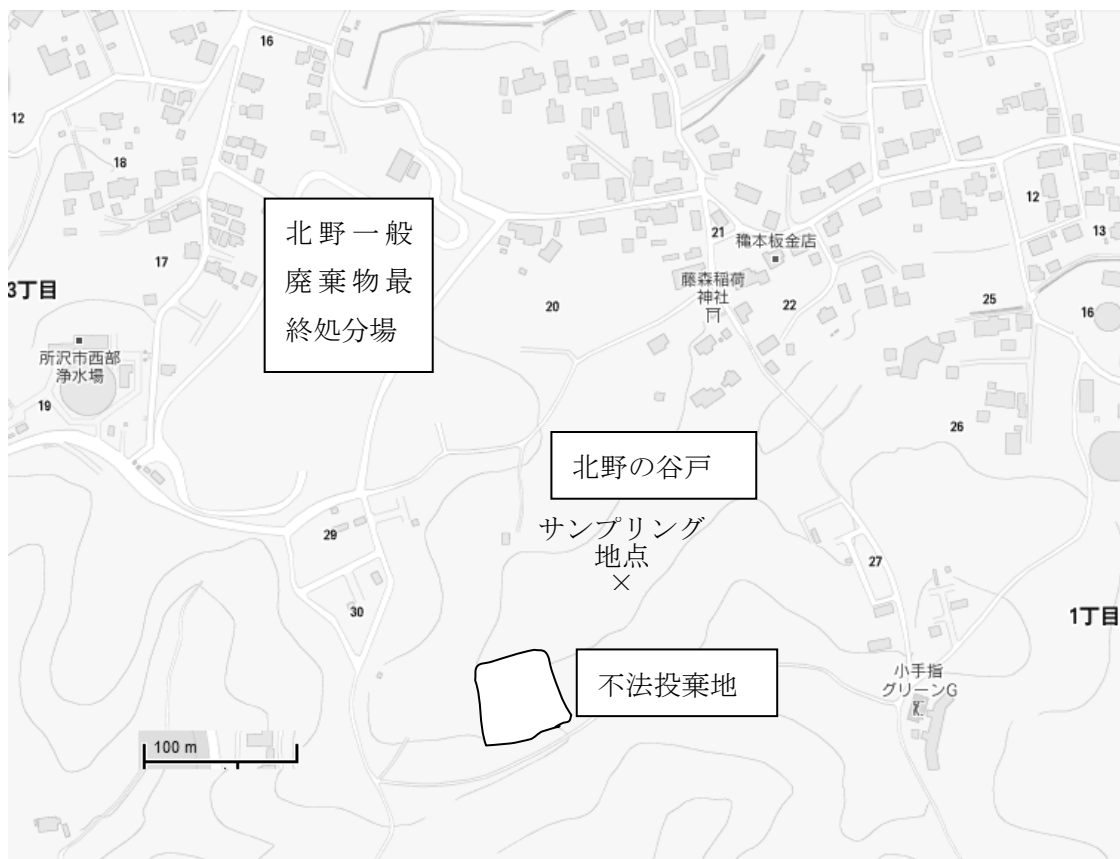 16
12
18
12
北野一般
廃棄物最
終処分場
21
穐本板金店
13
17
藤森稲荷
神社
3丁目
20
22
25
16
所沢市西部
浄水場
19
26
北野の谷戸
サンプリング
地点
×
29
27
30
1丁目
不法投棄地
小手指
グリーンG
100 m